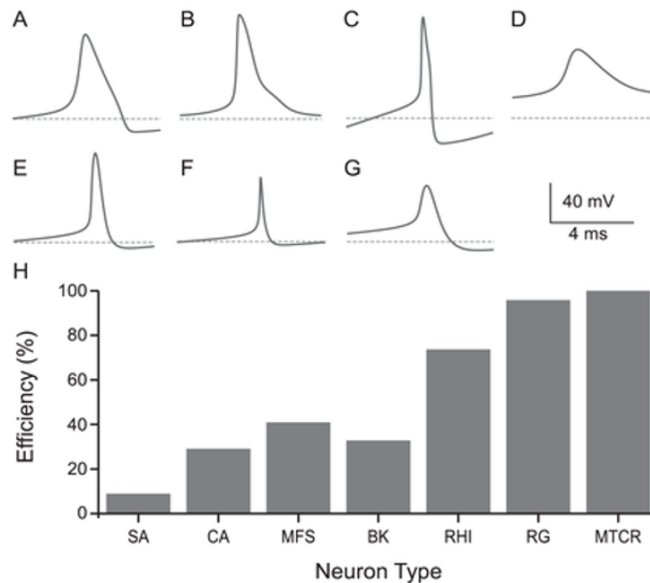 A B C D
E F G
40 mV
4 ms
H
Efficiency (%)
100
80
60
40
20
0
SA CA MFS BK RHI RG MTCR
Neuron Type